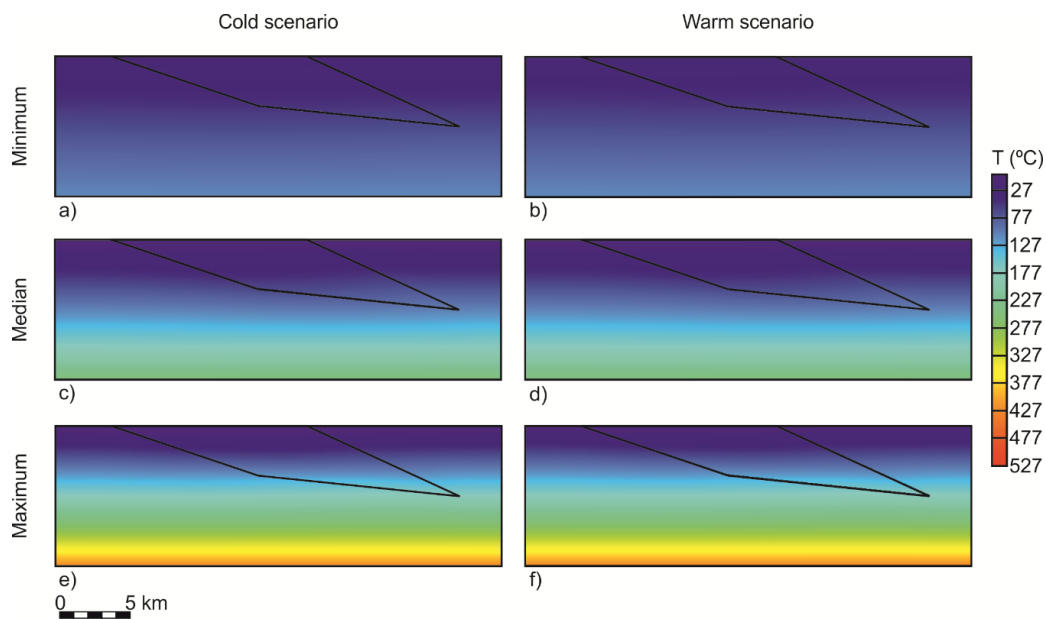 Cold scenario
Warm scenario
Minimum
a)
b)
T (ºC)
27
77
127
177
227
277
327
377
427
477
527
Median
c)
d)
Maximum
e)
f)
0 5 km